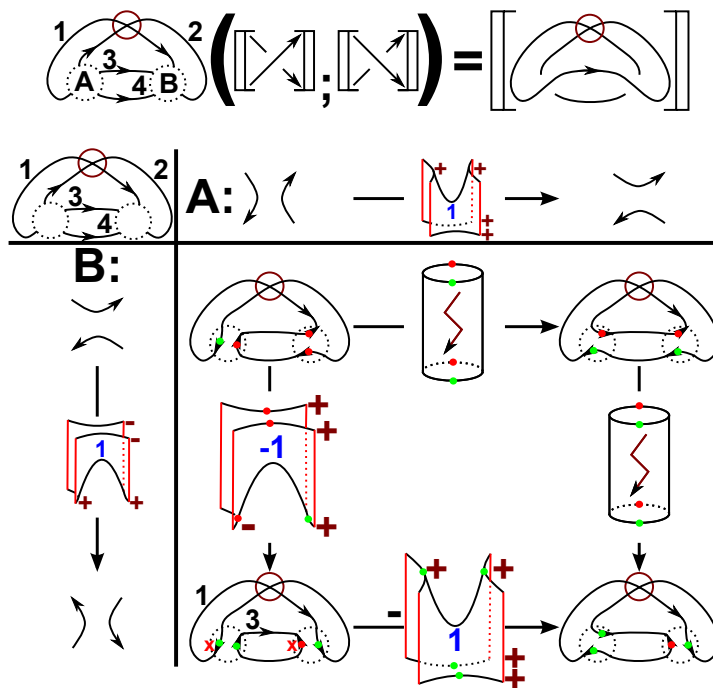 1 2
3
A B ( ; ) =
4
1 2 A: + +
3 1
4 + +
B:
- + +
- -1
1
+ + - +
1 3 - + +
x x 1
+
+